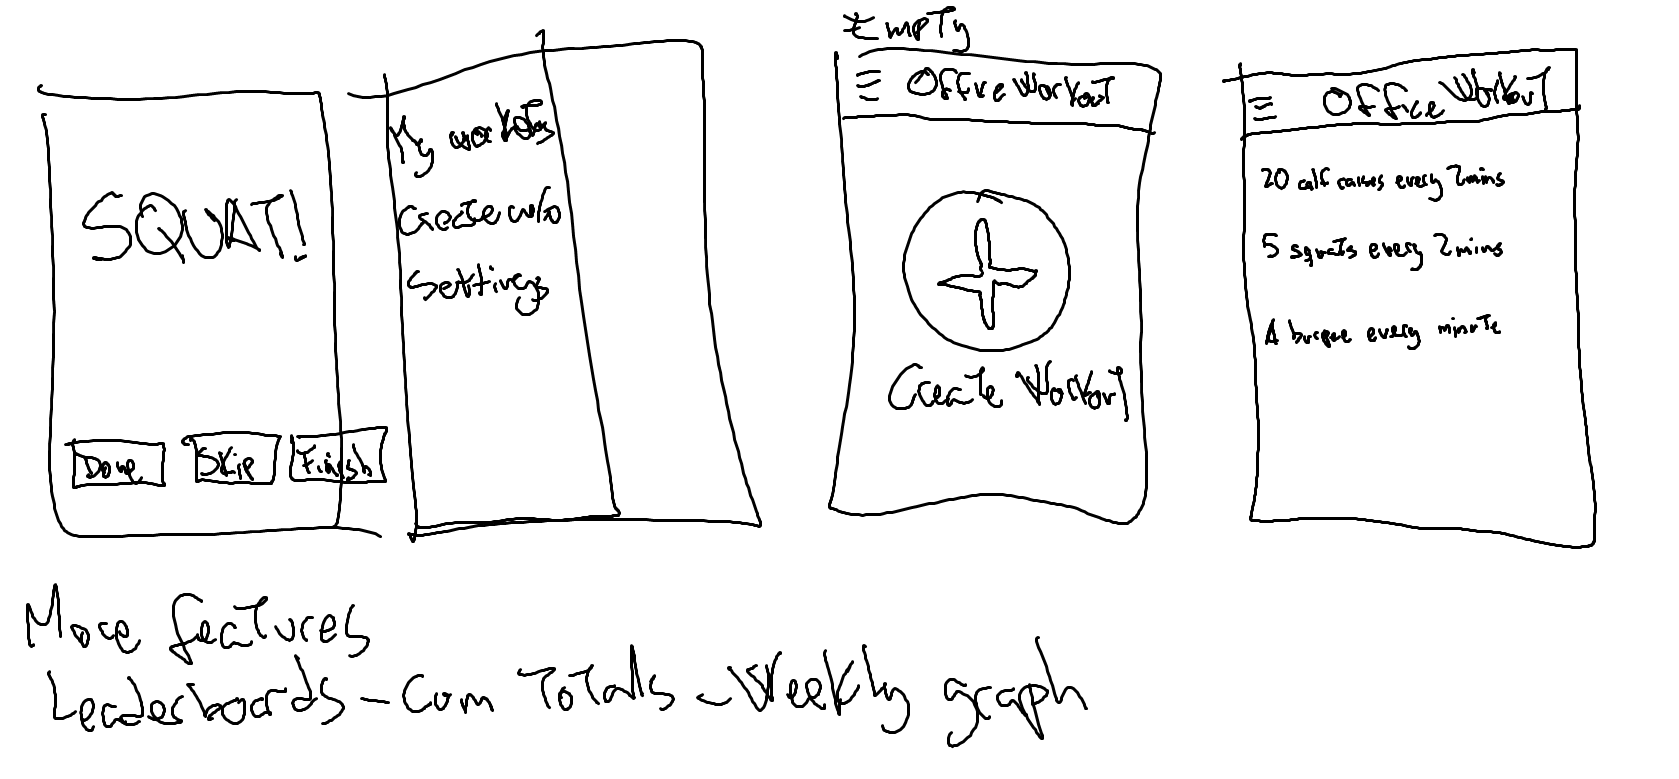 SQUAT!
Done
Skip
Finish
My workouts
Create w/o
Settings
Empty
Office Workout
Create Workout
Office Workout
20 calf raises every 2mins
5 squats every 2mins
A burpee every minute
More features
Leaderboards - Cum Totals - Weekly graph